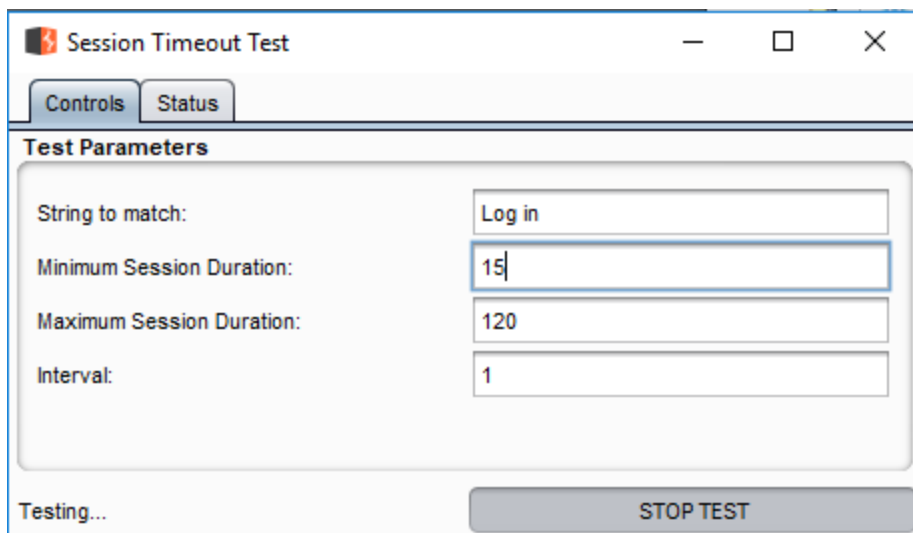 Session Timeout Test
Controls Status
Test Parameters
String to match: Log in
Minimum Session Duration: 15
Maximum Session Duration: 120
Interval: 1
Testing... STOP TEST